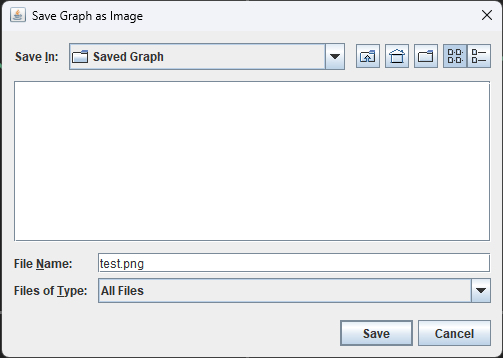 Save Graph as Image
Save In: Saved Graph
File Name: test.png
Files of Type: All Files
Save Cancel